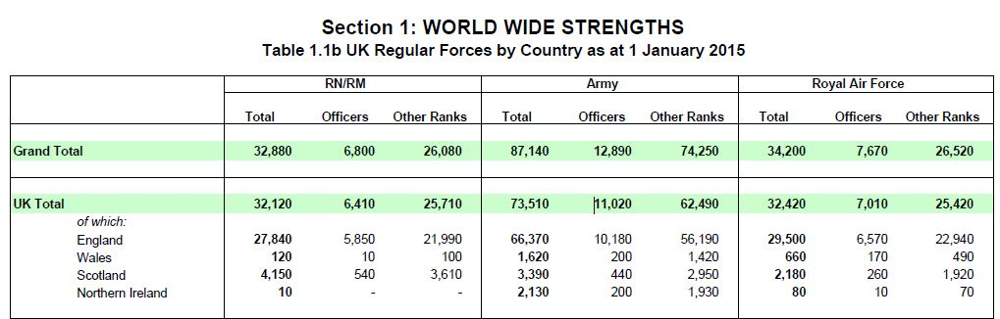 Section 1: WORLD WIDE STRENGTHS
Table 1.1b UK Regular Forces by Country as at 1 January 2015
RN/RM Army Royal Air Force
Total Officers Other Ranks Total Officers Other Ranks Total Officers Other Ranks
Grand Total 32,880 6,800 26,080 87,140 12,890 74,250 34,200 7,670 26,520
UK Total 32,120 6,410 25,710 73,510 11,020 62,490 32,420 7,010 25,420
of which:
England 27,840 5,850 21,990 66,370 10,180 56,190 29,500 6,570 22,940
Wales 120 10 100 1,620 200 1,420 660 170 490
Scotland 4,150 540 3,610 3,390 440 2,950 2,180 260 1,920
Northern Ireland 10 - - 2,130 200 1,930 80 10 70